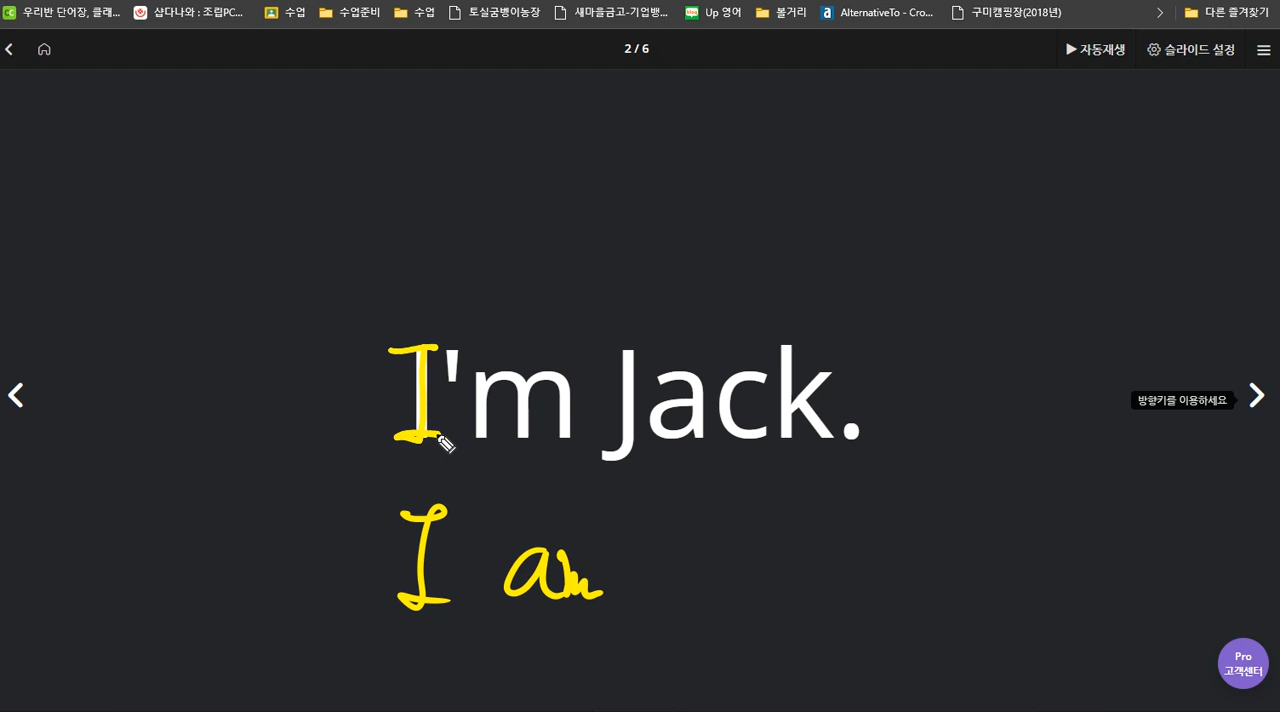 우리반 단어장, 클래... 샵다나와 : 조립PC... 수업 수업준비 수업 토실굼벵이농장 새마을금고-기업뱅... Up 영어 볼거리 AlternativeTo - Cro... 구미캠핑장(2018년) 다른 즐겨찾기
2 / 6 자동재생 슬라이드 설정
I'm Jack.
방향키를 이용하세요
I am
Pro
고객센터